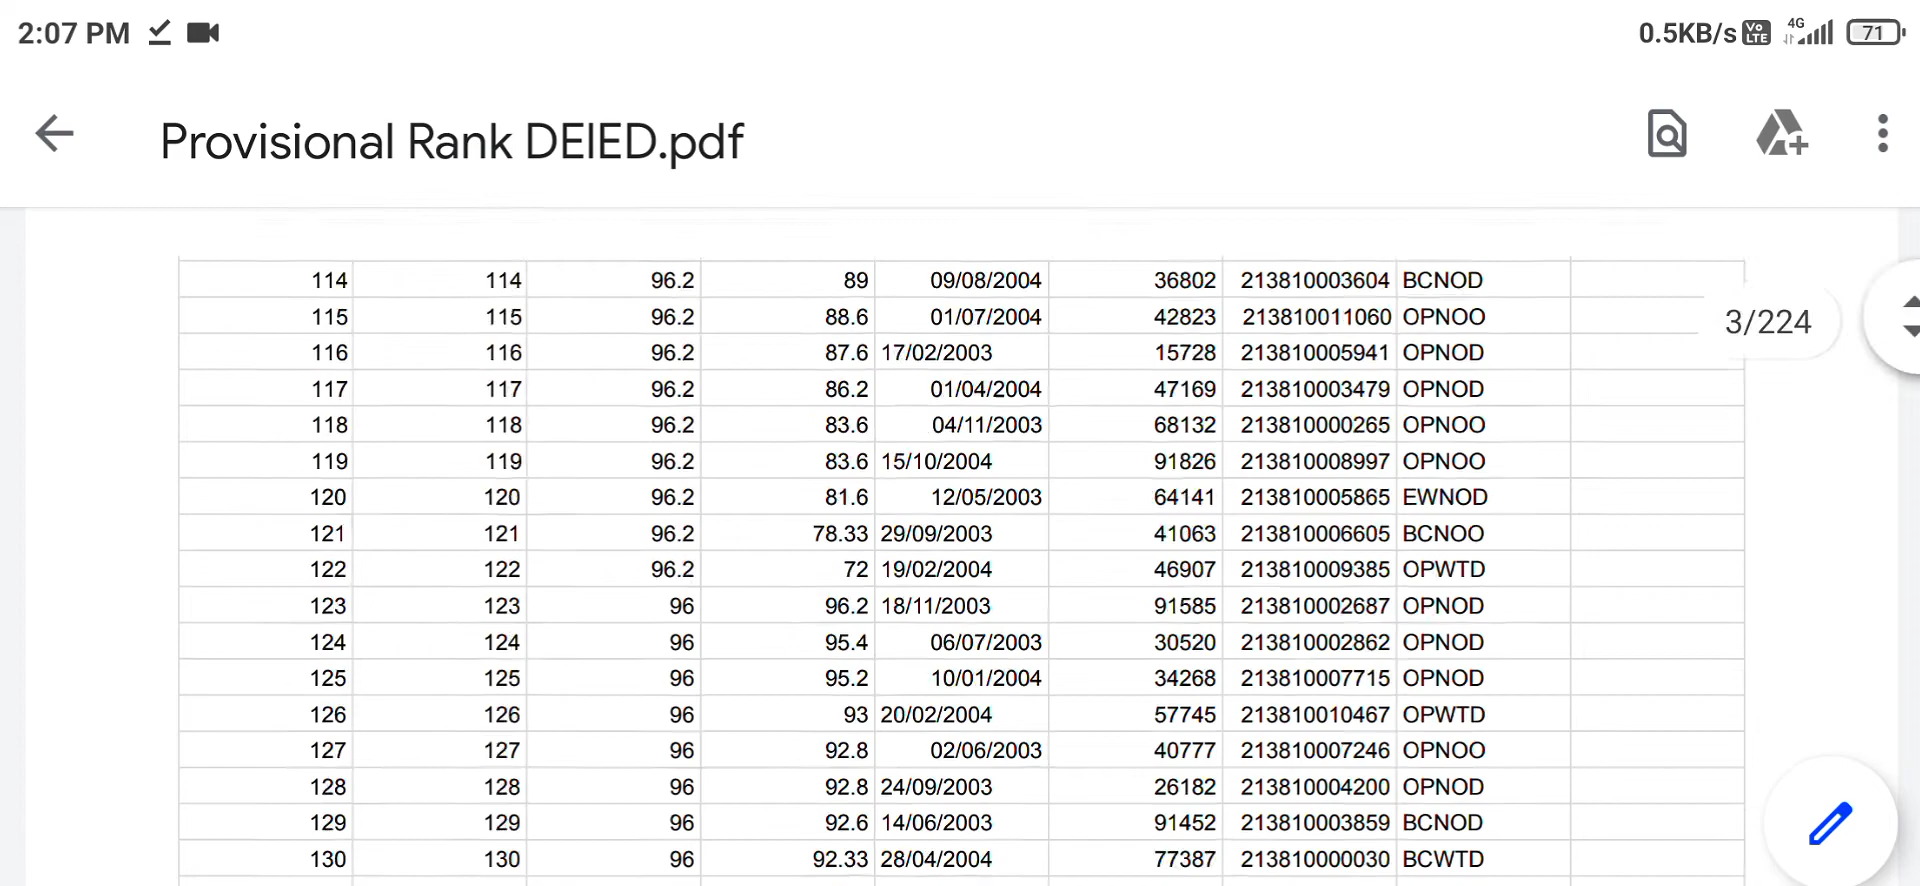 2:07 PM 0.5KB/s Vo LTE 4G 71
Provisional Rank DEIED.pdf
114 114 96.2 89 09/08/2004 36802 213810003604 BCNOD
115 115 96.2 88.6 01/07/2004 42823 213810011060 OPNOO
3/224
116 116 96.2 87.6 17/02/2003 15728 213810005941 OPNOD
117 117 96.2 86.2 01/04/2004 47169 213810003479 OPNOD
118 118 96.2 83.6 04/11/2003 68132 213810000265 OPNOO
119 119 96.2 83.6 15/10/2004 91826 213810008997 OPNOO
120 120 96.2 81.6 12/05/2003 64141 213810005865 EWNOD
121 121 96.2 78.33 29/09/2003 41063 213810006605 BCNOO
122 122 96.2 72 19/02/2004 46907 213810009385 OPWTD
123 123 96 96.2 18/11/2003 91585 213810002687 OPNOD
124 124 96 95.4 06/07/2003 30520 213810002862 OPNOD
125 125 96 95.2 10/01/2004 34268 213810007715 OPNOD
126 126 96 93 20/02/2004 57745 213810010467 OPWTD
127 127 96 92.8 02/06/2003 40777 213810007246 OPNOO
128 128 96 92.8 24/09/2003 26182 213810004200 OPNOD
129 129 96 92.6 14/06/2003 91452 213810003859 BCNOD
130 130 96 92.33 28/04/2004 77387 213810000030 BCWTD